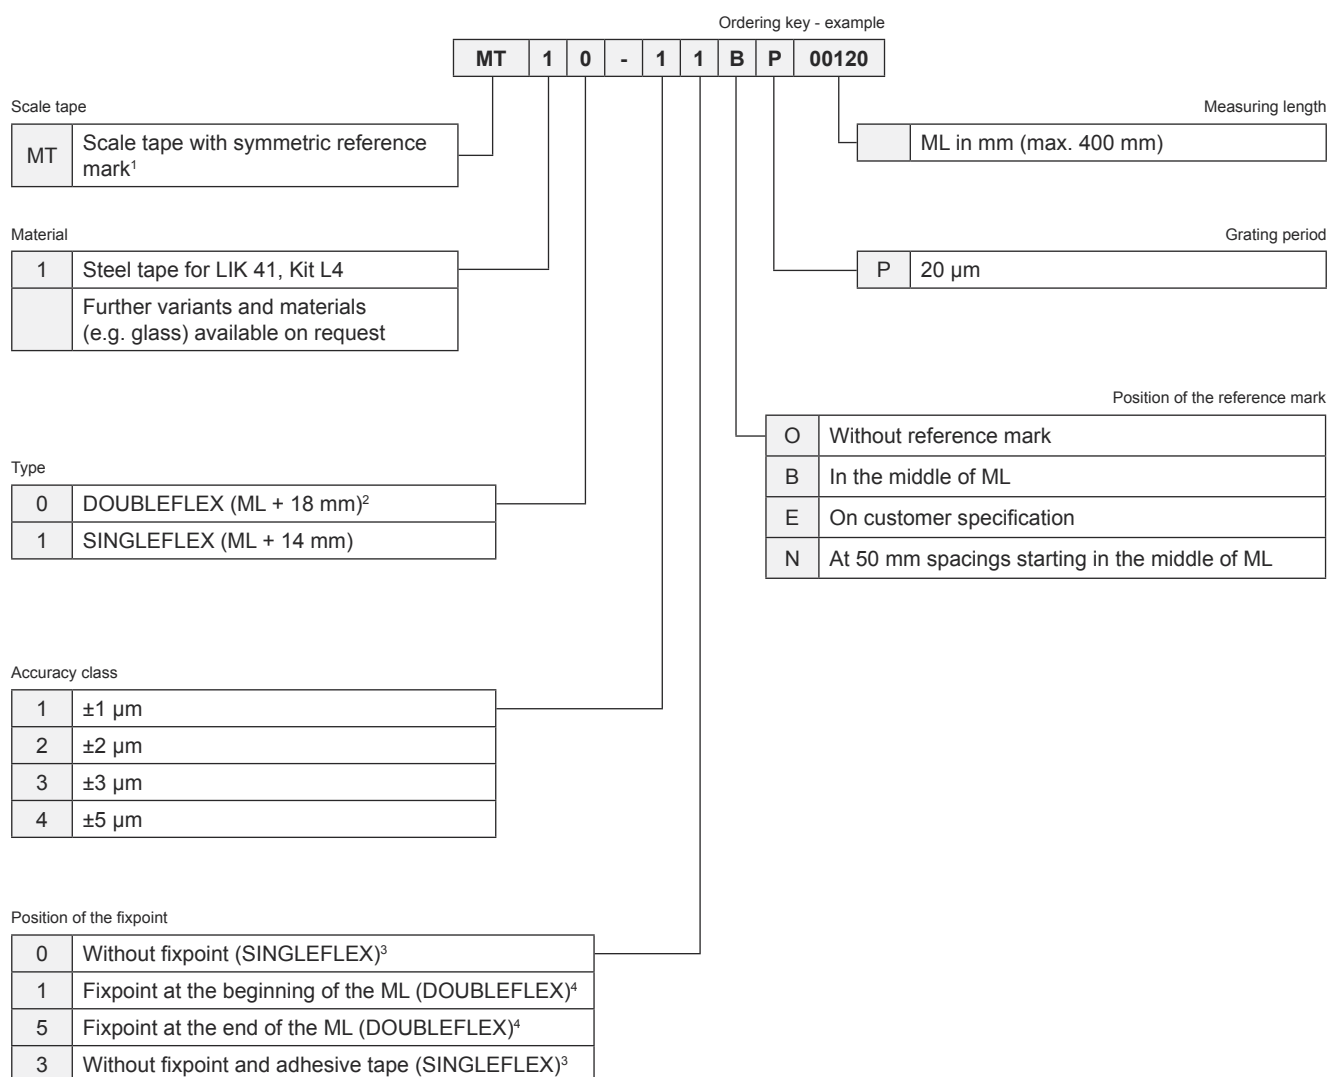 Ordering key - example
MT 1 0 - 1 1 B P 00120
Scale tape
MT Scale tape with symmetric reference
mark¹
Measuring length
ML in mm (max. 400 mm)
Material
1 Steel tape for LIK 41, Kit L4
Further variants and materials
(e.g. glass) available on request
Grating period
P 20 µm
Position of the reference mark
O Without reference mark
B In the middle of ML
E On customer specification
N At 50 mm spacings starting in the middle of ML
Type
0 DOUBLEFLEX (ML + 18 mm)²
1 SINGLEFLEX (ML + 14 mm)
Accuracy class
1 ±1 µm
2 ±2 µm
3 ±3 µm
4 ±5 µm
Position of the fixpoint
0 Without fixpoint (SINGLEFLEX)³
1 Fixpoint at the beginning of the ML (DOUBLEFLEX)⁴
5 Fixpoint at the end of the ML (DOUBLEFLEX)⁴
3 Without fixpoint and adhesive tape (SINGLEFLEX)³